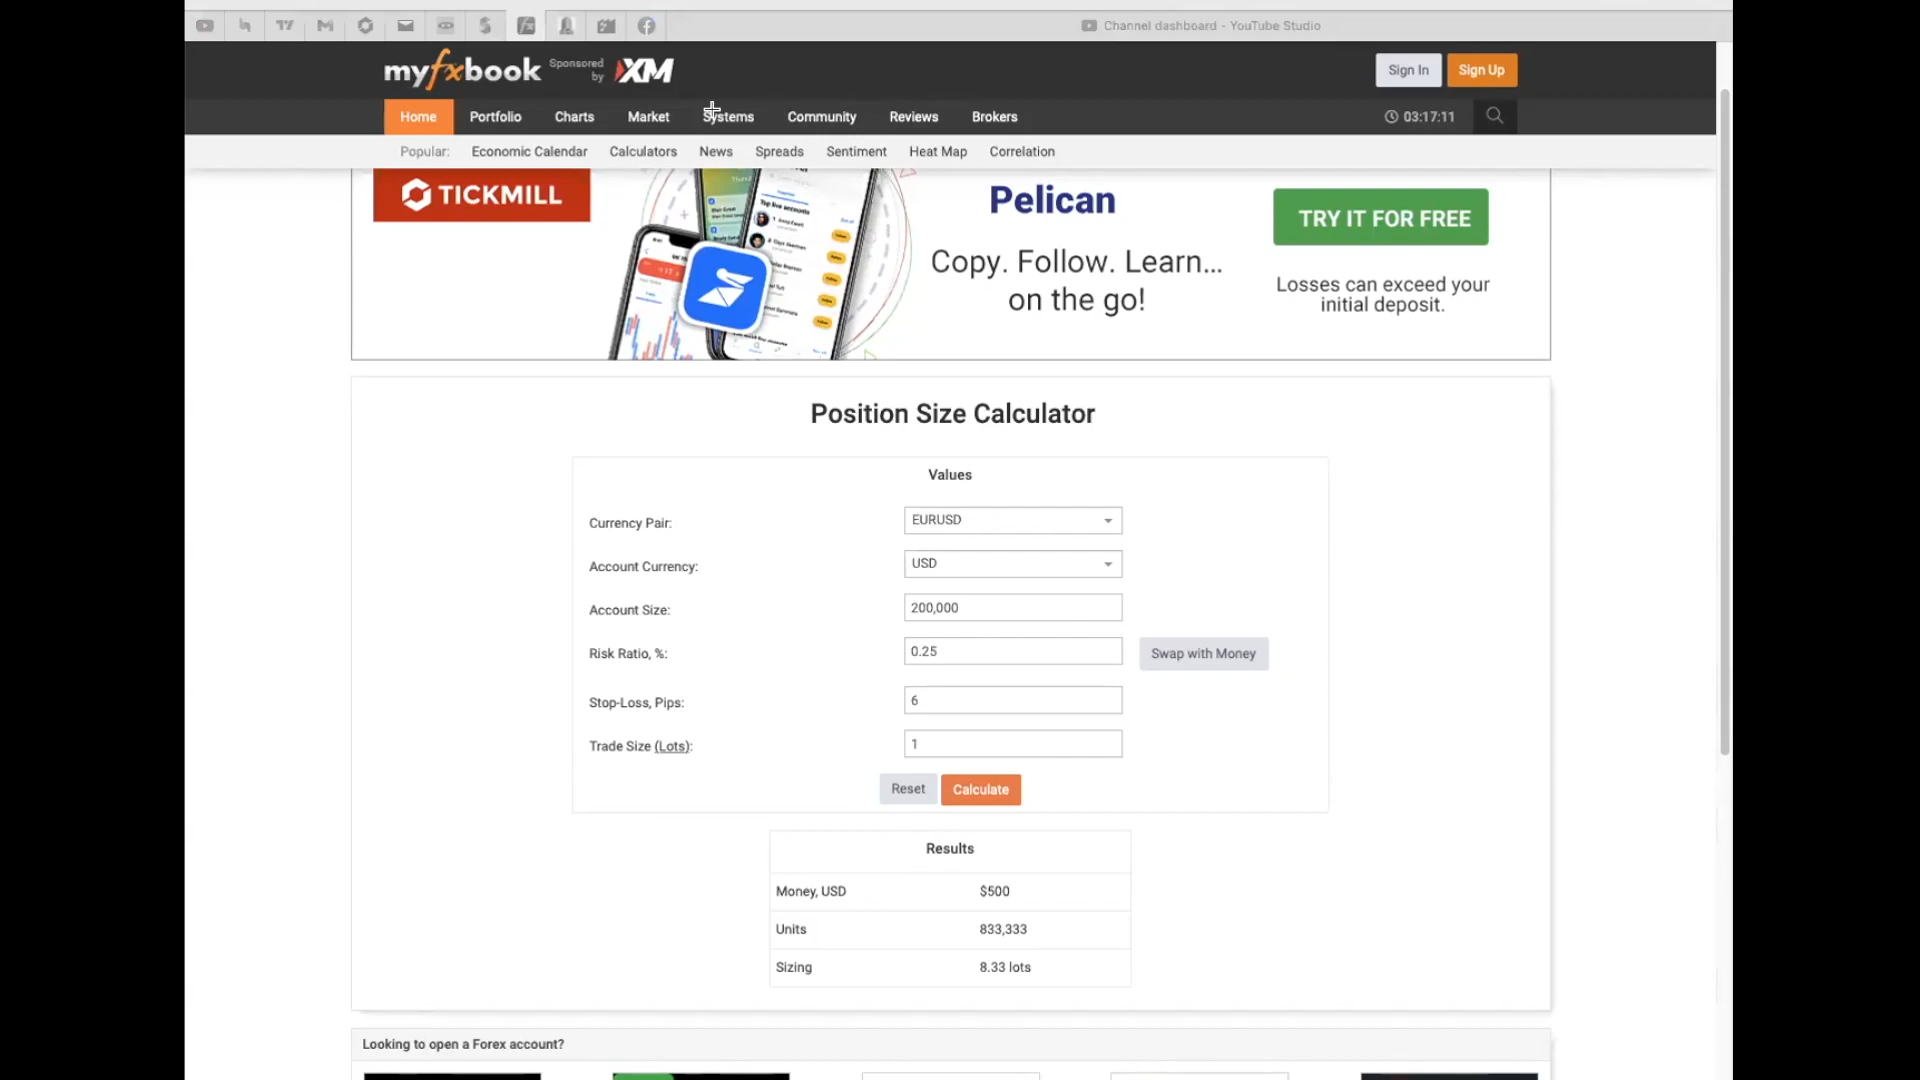 Channel dashboard - YouTube Studio
myfxbook Sponsored by XM
Sign In Sign Up
Home Portfolio Charts Market Systems Community Reviews Brokers 03:17:11
Popular: Economic Calendar Calculators News Spreads Sentiment Heat Map Correlation
TICKMILL
Top live accounts
Pelican
Copy. Follow. Learn...
on the go!
TRY IT FOR FREE
Losses can exceed your
initial deposit.
Position Size Calculator
Values
Currency Pair: EURUSD
Account Currency: USD
Account Size: 200,000
Risk Ratio, %: 0.25 Swap with Money
Stop-Loss, Pips: 6
Trade Size (Lots): 1
Reset Calculate
Results
Money, USD $500
Units 833,333
Sizing 8.33 lots
Looking to open a Forex account?